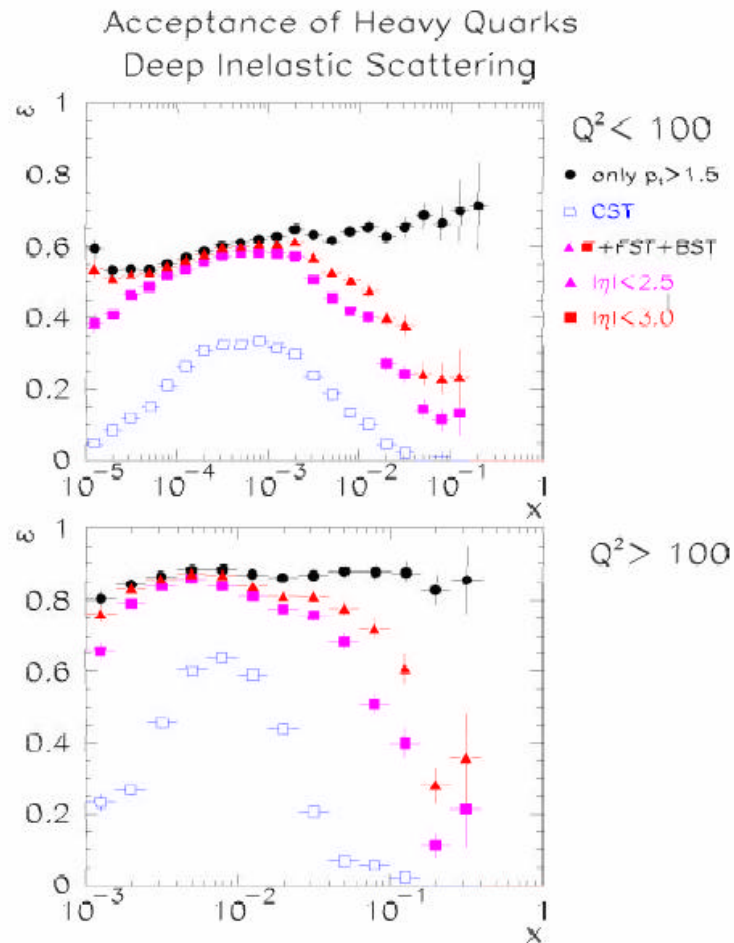 Acceptance of Heavy Quarks
Deep Inelastic Scattering
ε
1
0.8
0.6
0.4
0.2
0
10⁻⁵
10⁻⁴
10⁻³
10⁻²
10⁻¹
1
x
Q² < 100
only pₜ>1.5
CST
+FST+BST
|η|<2.5
|η|<3.0
ε
1
0.8
0.6
0.4
0.2
0
10⁻³
10⁻²
10⁻¹
1
x
Q² > 100